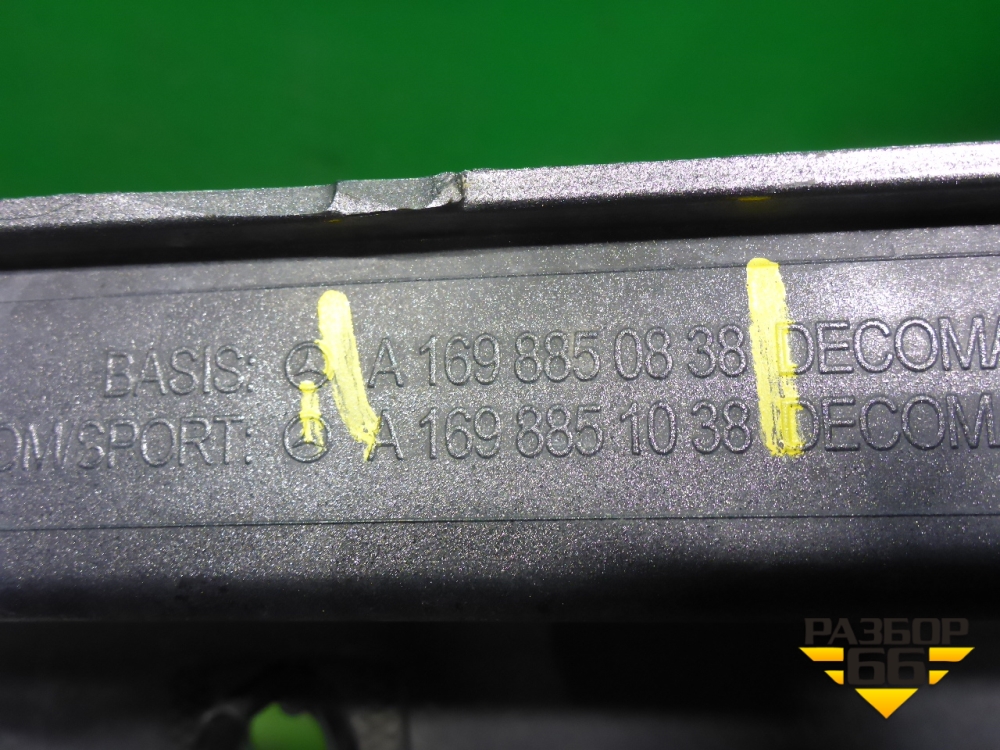 BASIS: A 169 885 08 38 DECOMA
OM/SPORT: A 169 885 10 38 DECOM
РАЗБОР
66